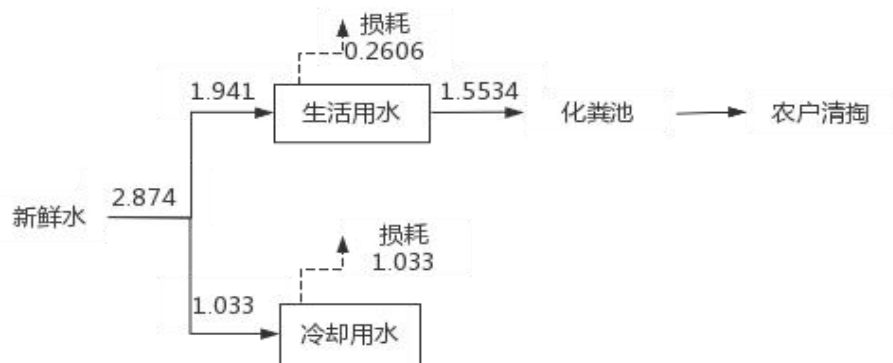 损耗
0.2606
1.941
生活用水
1.5534
化粪池
农户清掏
新鲜水
2.874
损耗
1.033
1.033
冷却用水